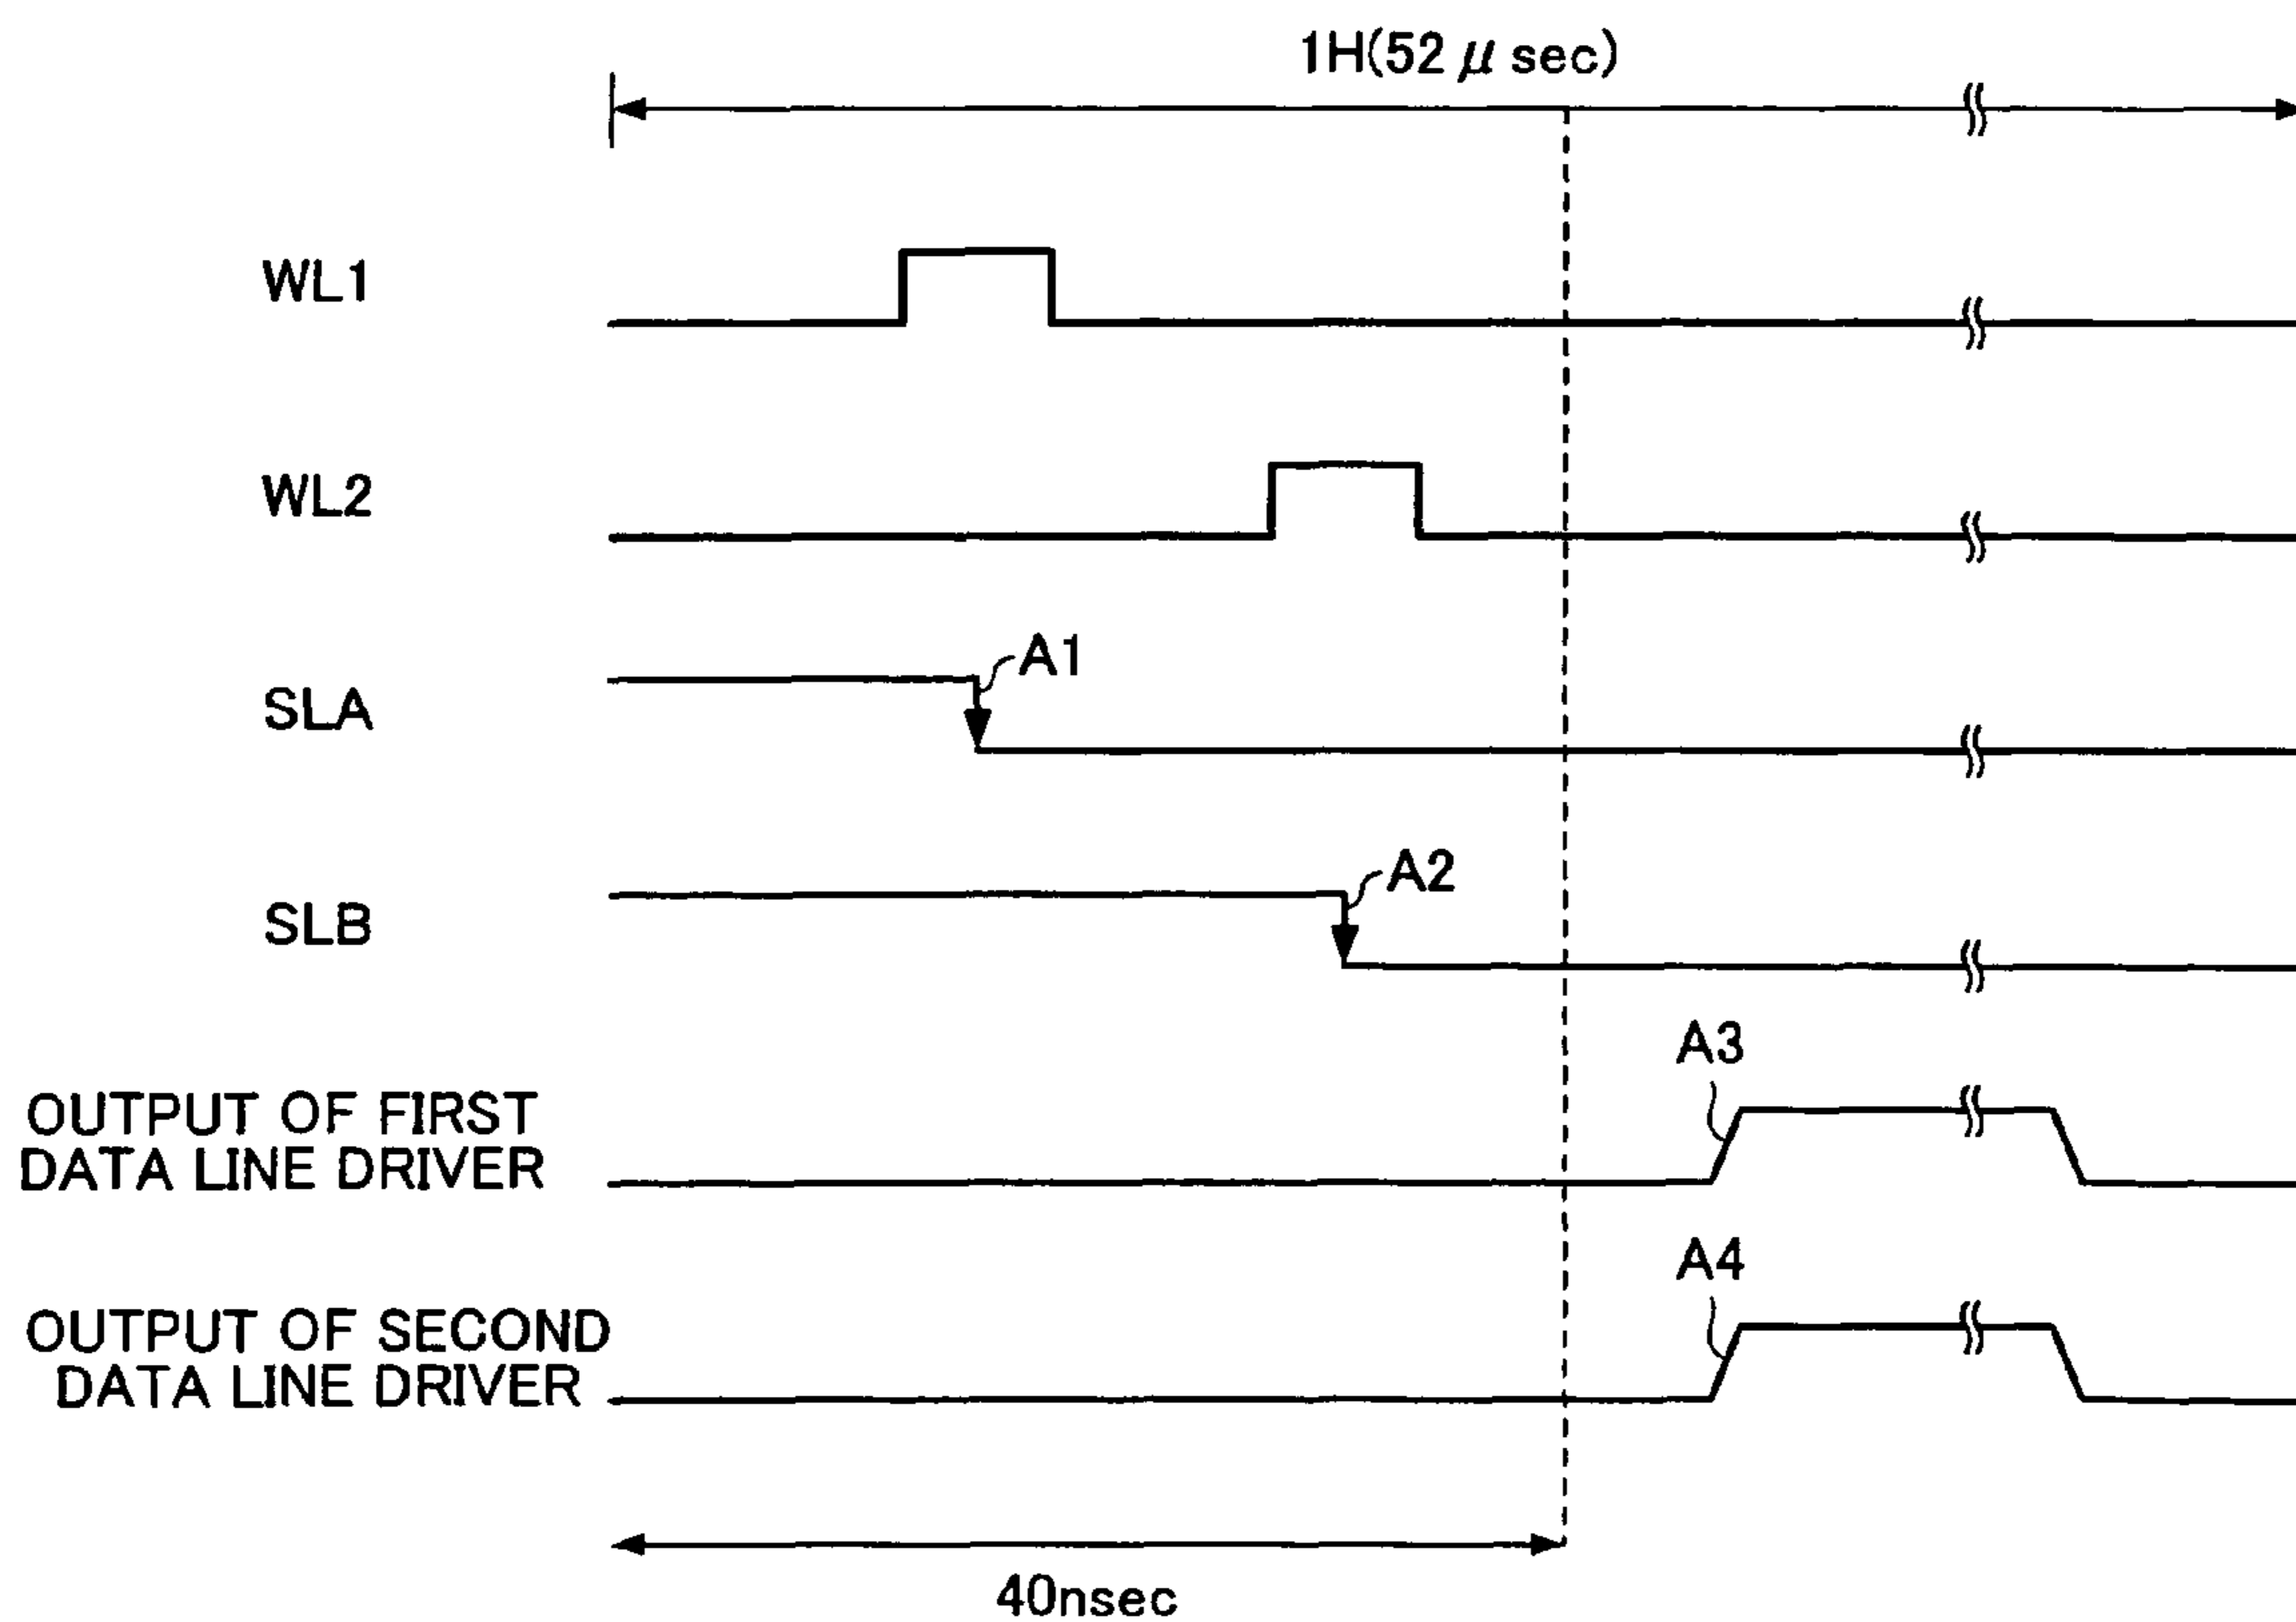 1H(52 μ sec)
WL1
WL2
A1
SLA
A2
SLB
A3
OUTPUT OF FIRST
DATA LINE DRIVER
A4
OUTPUT OF SECOND
DATA LINE DRIVER
40nsec